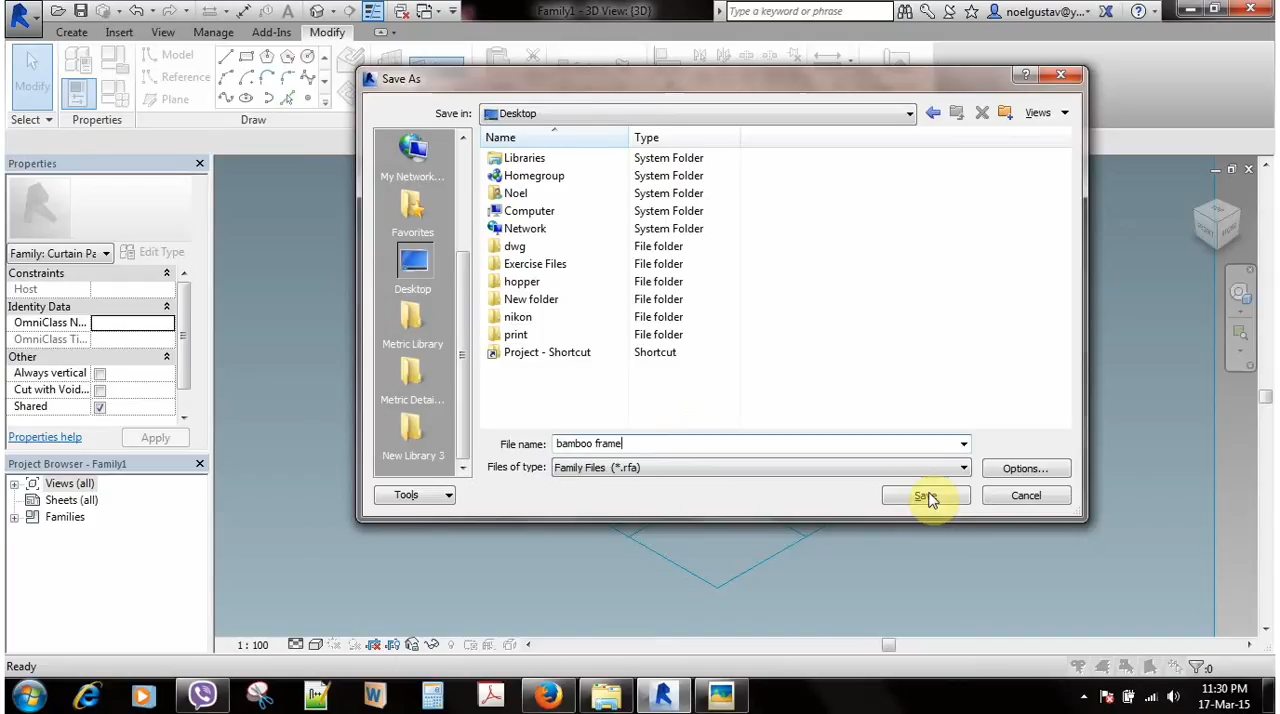 Family1 - 3D View: {3D}
Type a keyword or phrase
noelgustav@y...
Create Insert View Manage Add-Ins Modify
Modify
Model
Reference
Plane
Select
Properties
Draw
Save As
Save in:
Desktop
Views
Name
Type
Libraries System Folder
Homegroup System Folder
Noel System Folder
Computer System Folder
Network System Folder
dwg File folder
Exercise Files File folder
hopper File folder
New folder File folder
nikon File folder
print File folder
Project - Shortcut Shortcut
My Network...
Favorites
Desktop
Metric Library
Metric Detai...
New Library 3
File name:
bamboo frame
Files of type:
Family Files (*.rfa)
Options...
Tools
Save
Cancel
Properties
Family: Curtain Pa
Edit Type
Constraints
Host
Identity Data
OmniClass N...
OmniClass Ti...
Other
Always vertical
Cut with Void...
Shared
Properties help
Apply
Project Browser - Family1
Views (all)
Sheets (all)
Families
1 : 100
Ready
:0
11:30 PM
17-Mar-15